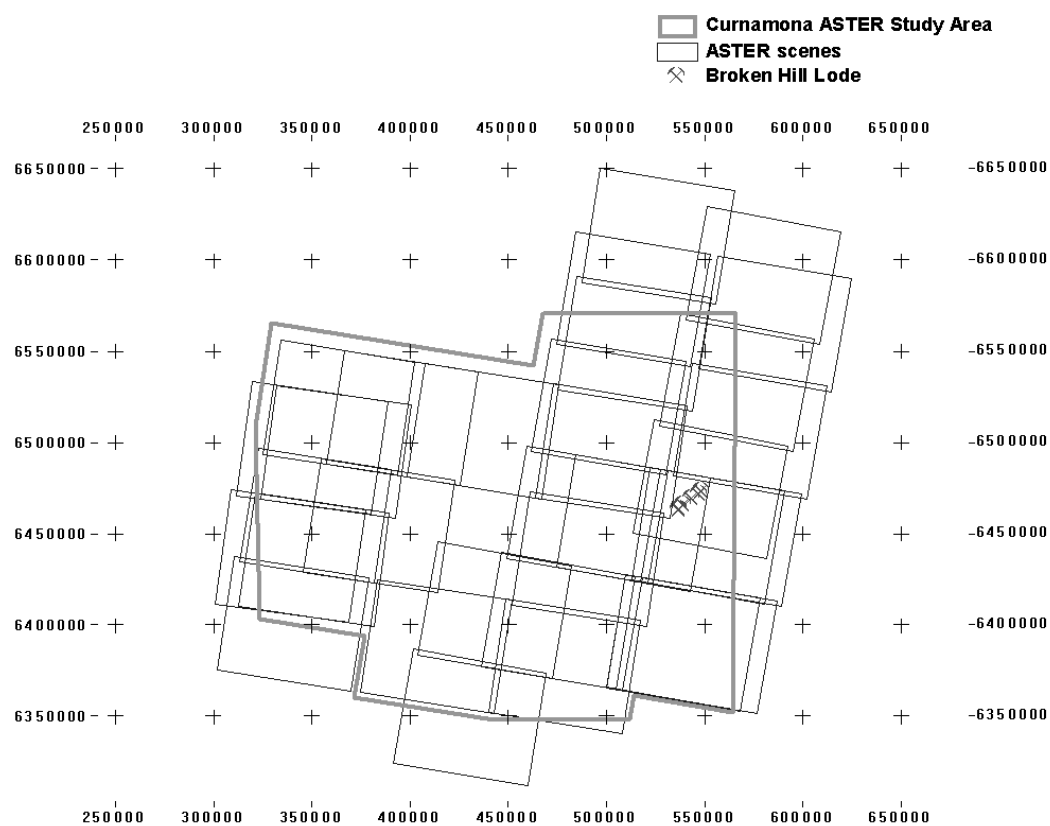 Curnamona ASTER Study Area
ASTER scenes
Broken Hill Lode
250000 300000 350000 400000 450000 500000 550000 600000 650000
6650000 -6650000
6600000 -6600000
6550000 -6550000
6500000 -6500000
6450000 -6450000
6400000 -6400000
6350000 -6350000
250000 300000 350000 400000 450000 500000 550000 600000 650000